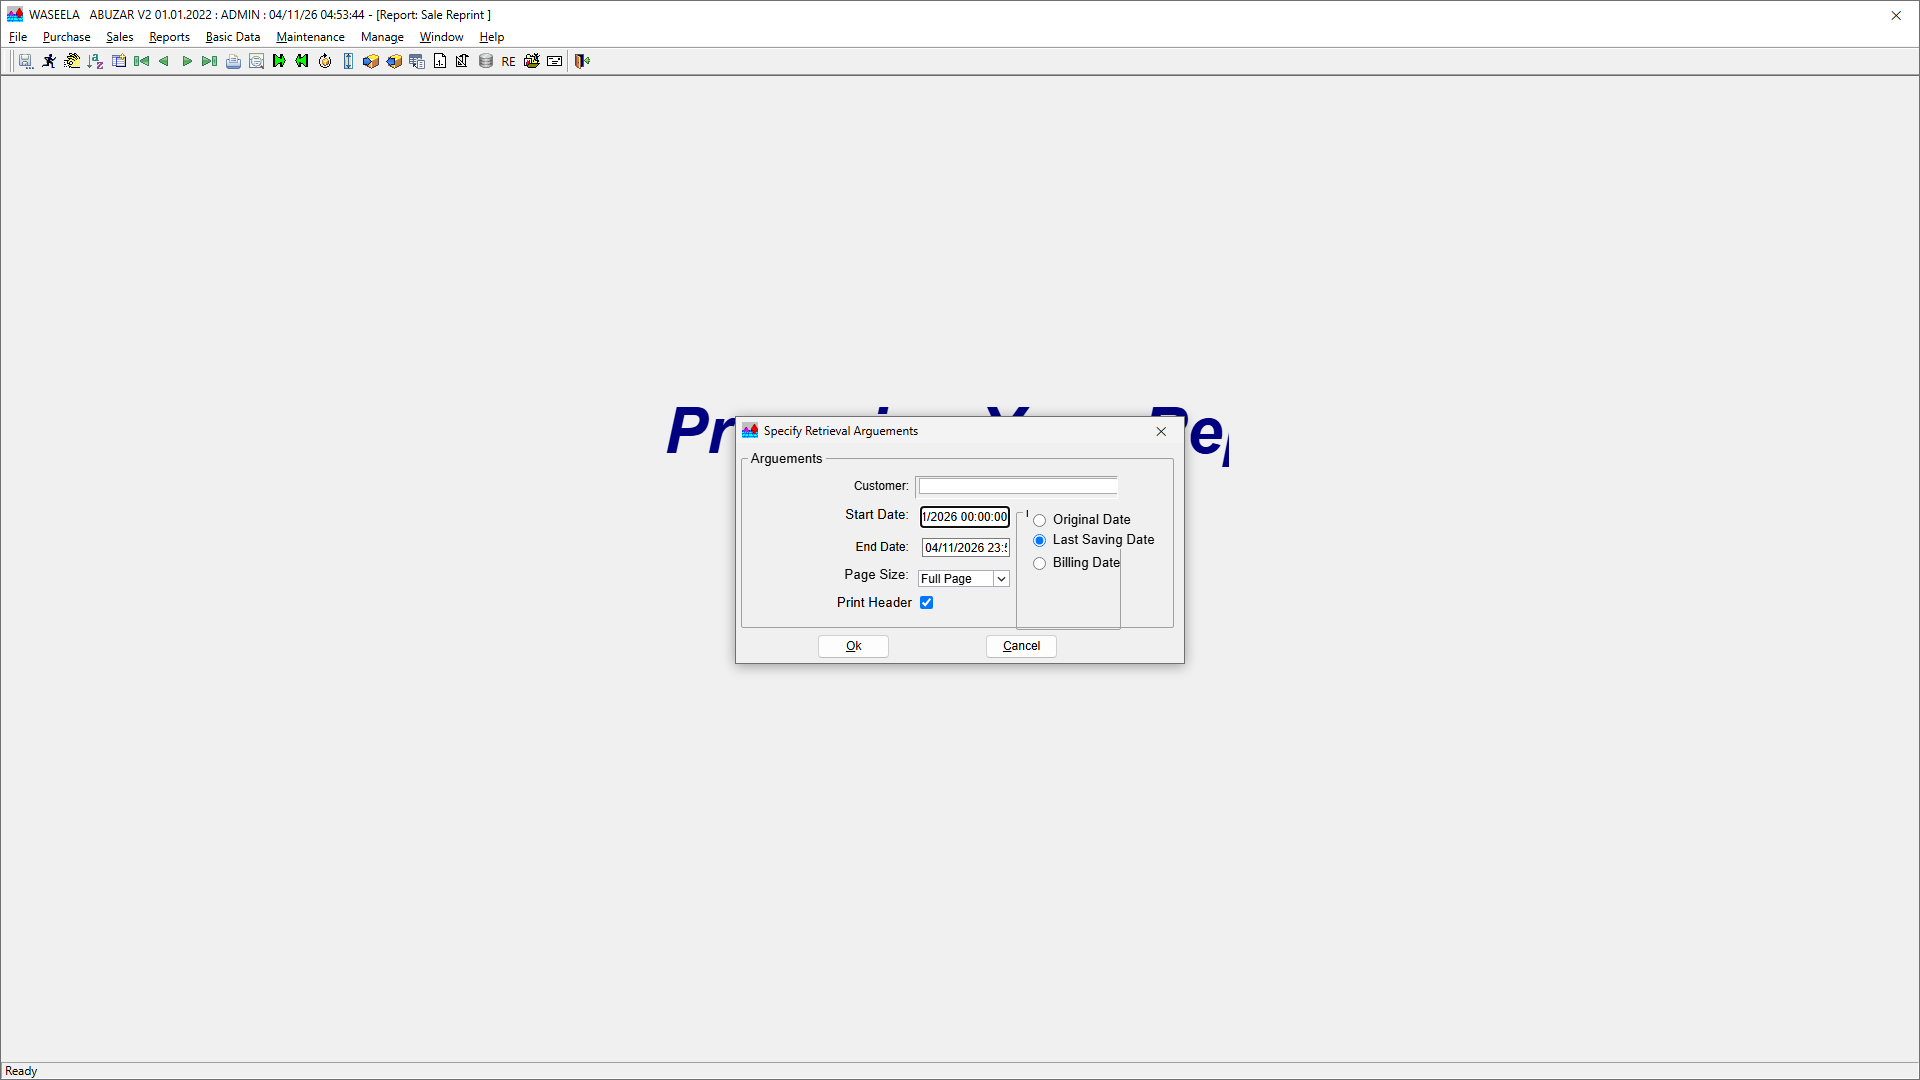 WASEELA ABUZAR V2 01.01.2022 : ADMIN : 04/11/26 04:53:44 - [Report: Sale Reprint ]
File Purchase Sales Reports Basic Data Maintenance Manage Window Help
RE
Specify Retrieval Arguements
Arguements
Customer:
Start Date: 1/2026 00:00:00
Original Date
Last Saving Date
End Date: 04/11/2026 23:
Billing Date
Page Size: Full Page
Print Header
Ok Cancel
Ready